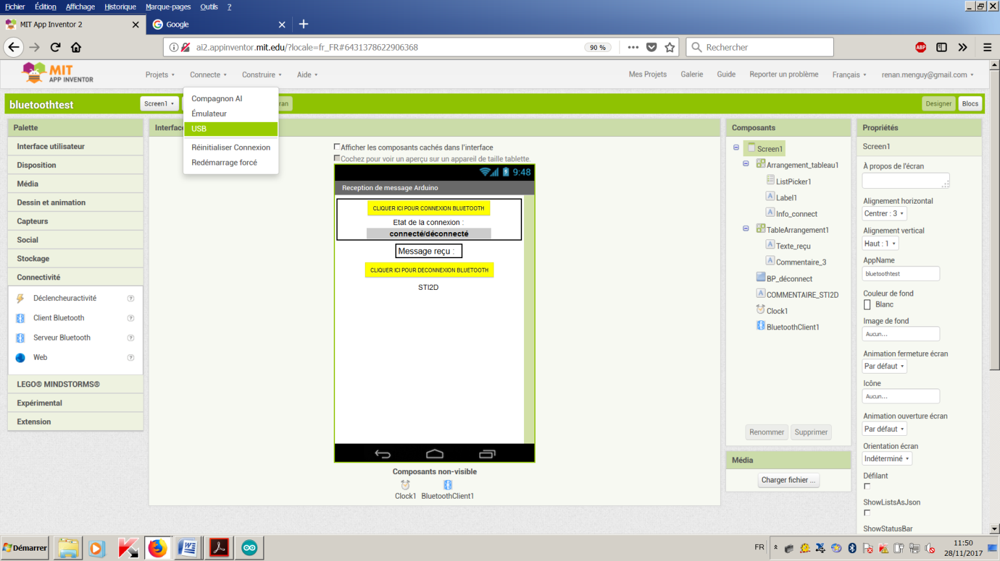 Fichier Édition Affichage Historique Marque-pages Outils ?
MIT App Inventor 2
Google
ai2.appinventor.mit.edu/?locale=fr_FR#6431378622906368
90 %
Rechercher
ABP
MIT
APP INVENTOR
Projets Connecte Construire Aide
Mes Projets Galerie Guide Reporter un problème Français renan.menguy@gmail.com
bluetoothtest
Screen1
ran
Designer Blocs
Compagnon AI
Émulateur
USB
Réinitialiser Connexion
Redémarrage forcé
Palette
Interface utilisateur
Disposition
Média
Dessin et animation
Capteurs
Social
Stockage
Connectivité
Déclencheuractivité ?
Client Bluetooth ?
Serveur Bluetooth ?
Web ?
LEGO® MINDSTORMS®
Expérimental
Extension
Interface
Afficher les composants cachés dans l'interface
Cochez pour voir un aperçu sur un appareil de taille tablette.
9:48
Reception de message Arduino
CLIQUER ICI POUR CONNEXION BLUETOOTH
Etat de la connexion :
connecté/déconnecté
Message reçu :
CLIQUER ICI POUR DECONNEXION BLUETOOTH
STI2D
Composants non-visible
Clock1 BluetoothClient1
Composants
Screen1
Arrangement_tableau1
ListPicker1
Label1
Info_connect
TableArrangement1
Texte_reçu
Commentaire_3
BP_déconnect
COMMENTAIRE_STI2D
Clock1
BluetoothClient1
Renommer Supprimer
Média
Charger fichier ...
Propriétés
Screen1
À propos de l'écran
Alignement horizontal
Centrer : 3
Alignement vertical
Haut : 1
AppName
bluetoothtest
Couleur de fond
Blanc
Image de fond
Aucun...
Animation fermeture écran
Par défaut
Icône
Aucun...
Animation ouverture écran
Par défaut
Orientation écran
Indéterminé
Défilant
ShowListsAsJson
ShowStatusBar
Démarrer
FR
11:50
28/11/2017